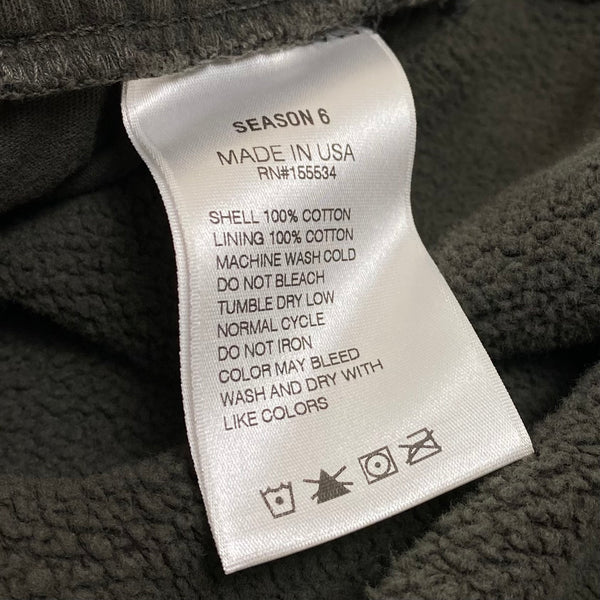 SEASON 6
MADE IN USA
RN#155534
SHELL 100% COTTON
LINING 100% COTTON
MACHINE WASH COLD
DO NOT BLEACH
TUMBLE DRY LOW
NORMAL CYCLE
DO NOT IRON
COLOR MAY BLEED
WASH AND DRY WITH
LIKE COLORS